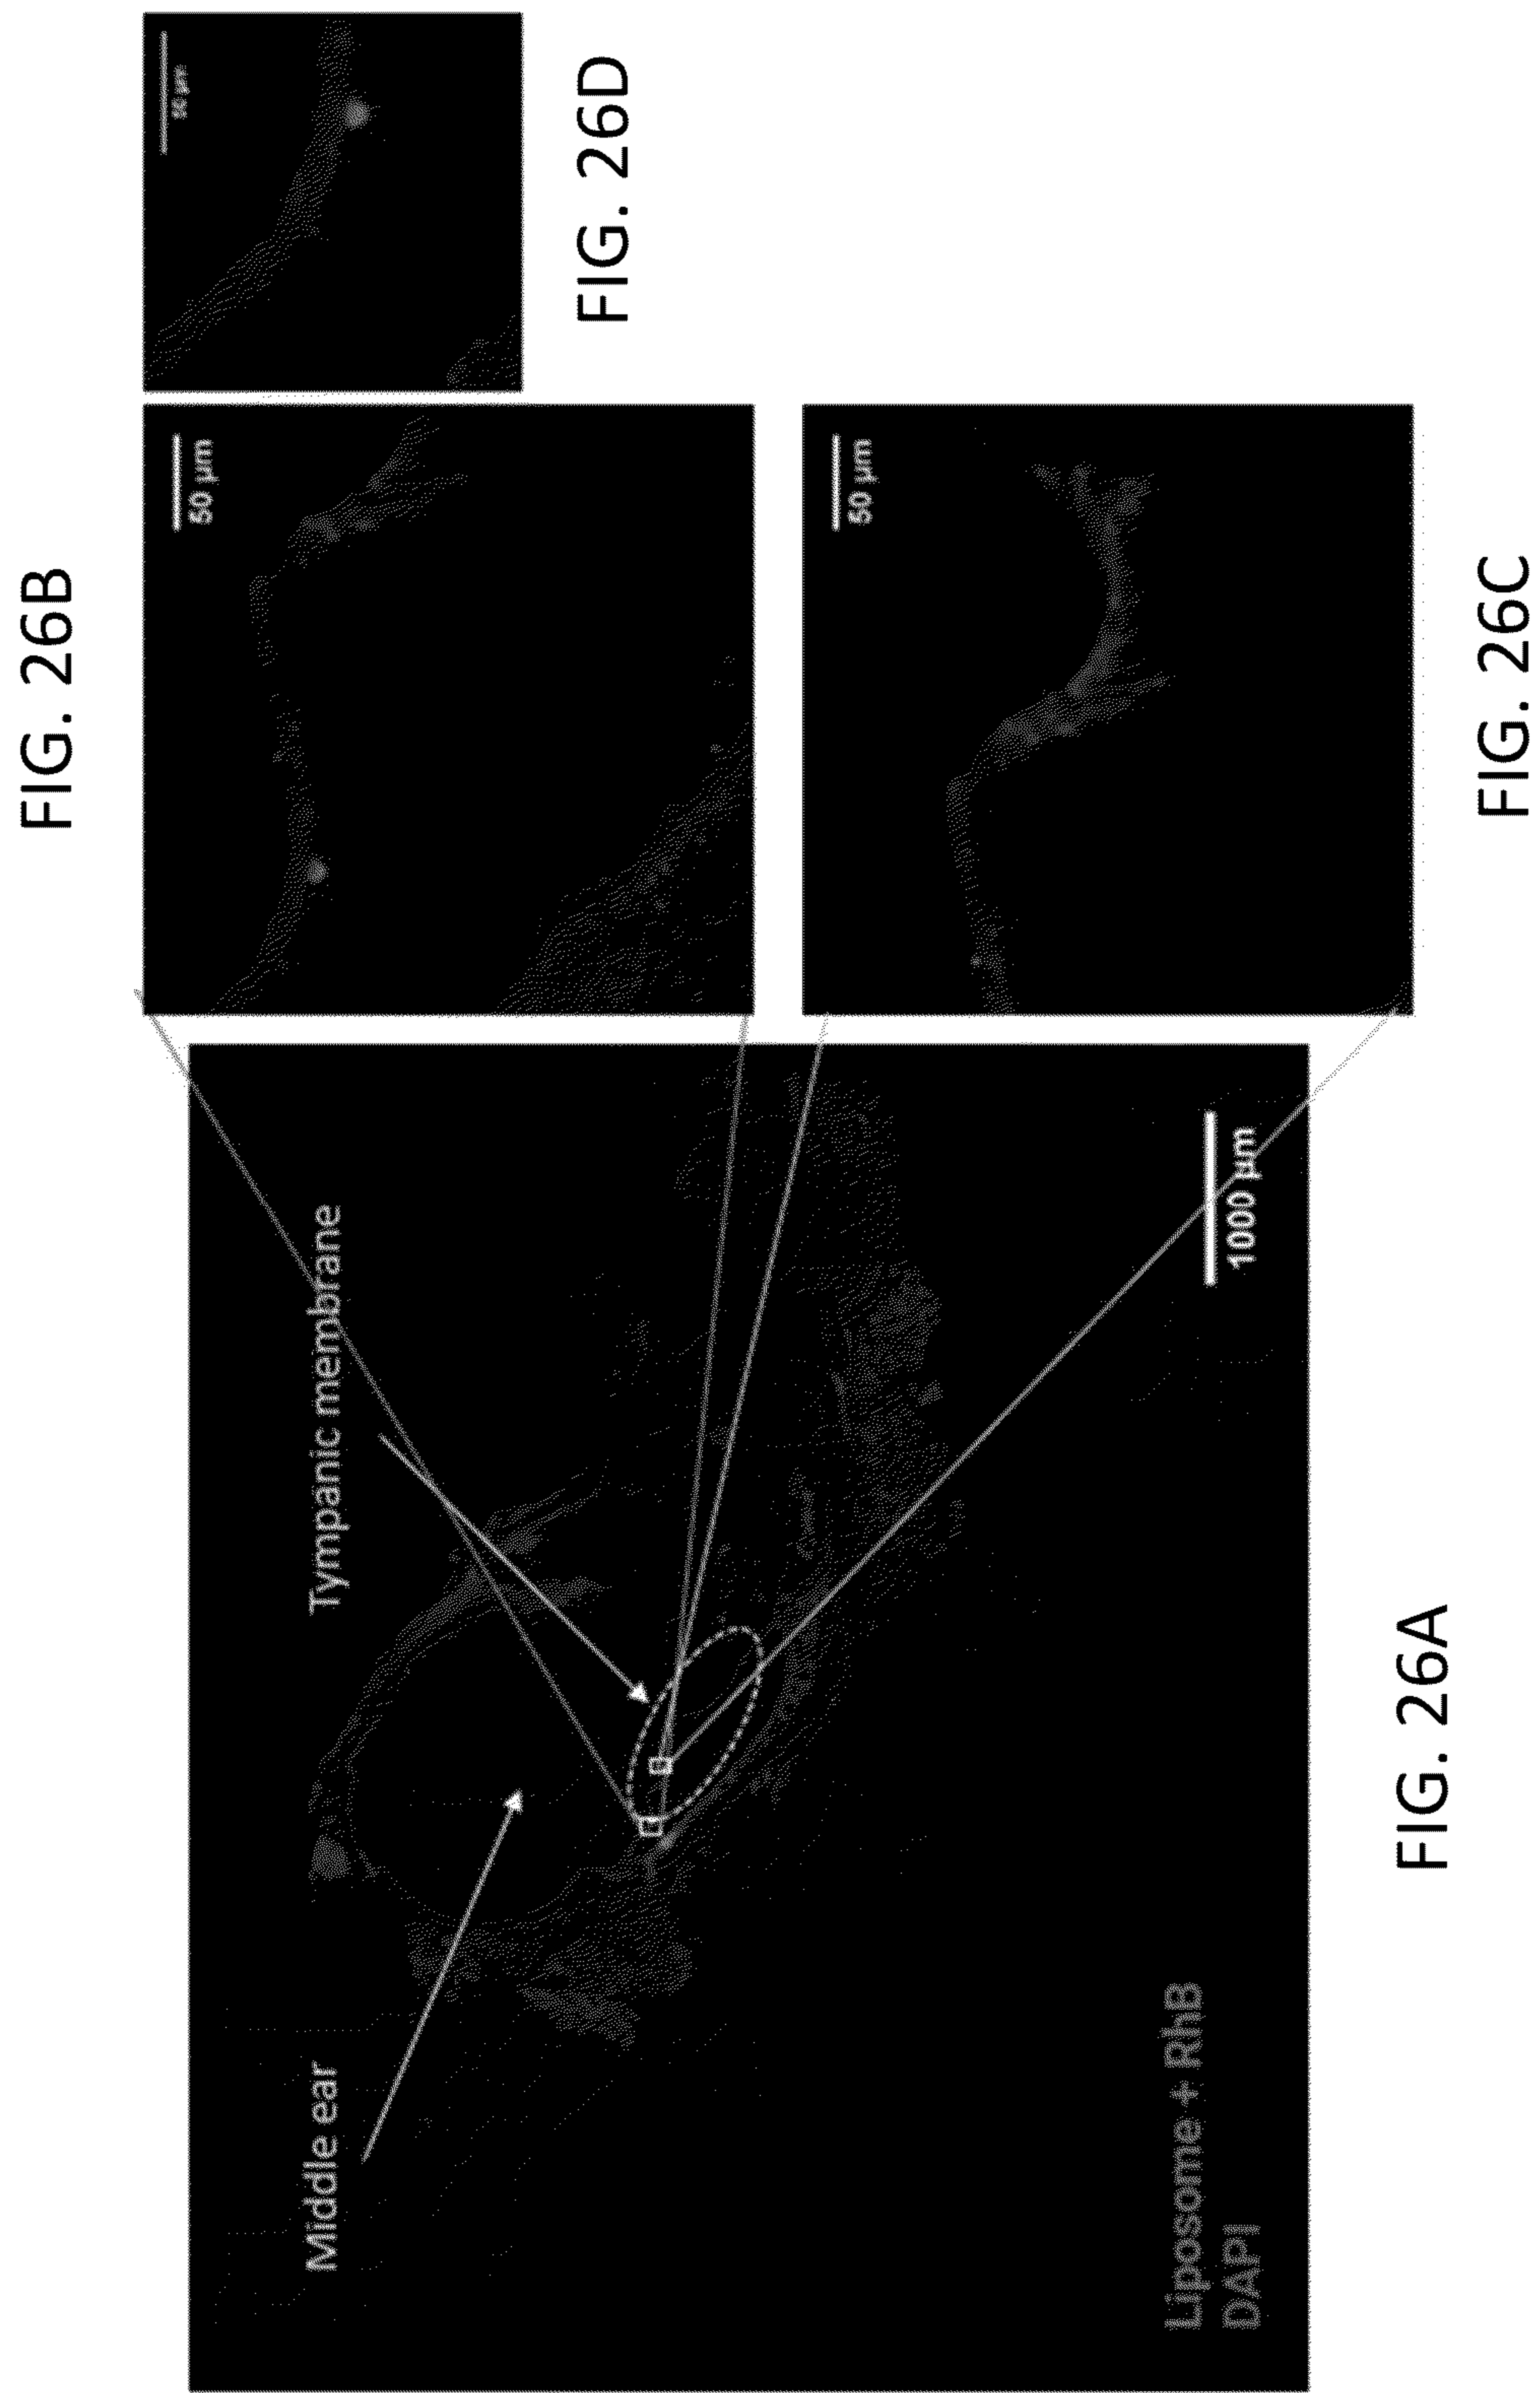 FIG. 26B
50 µm
50 µm
FIG. 26D
Middle ear
Tympanic membrane
Liposome + RhB
DAPI
1000 µm
50 µm
FIG. 26A
FIG. 26C